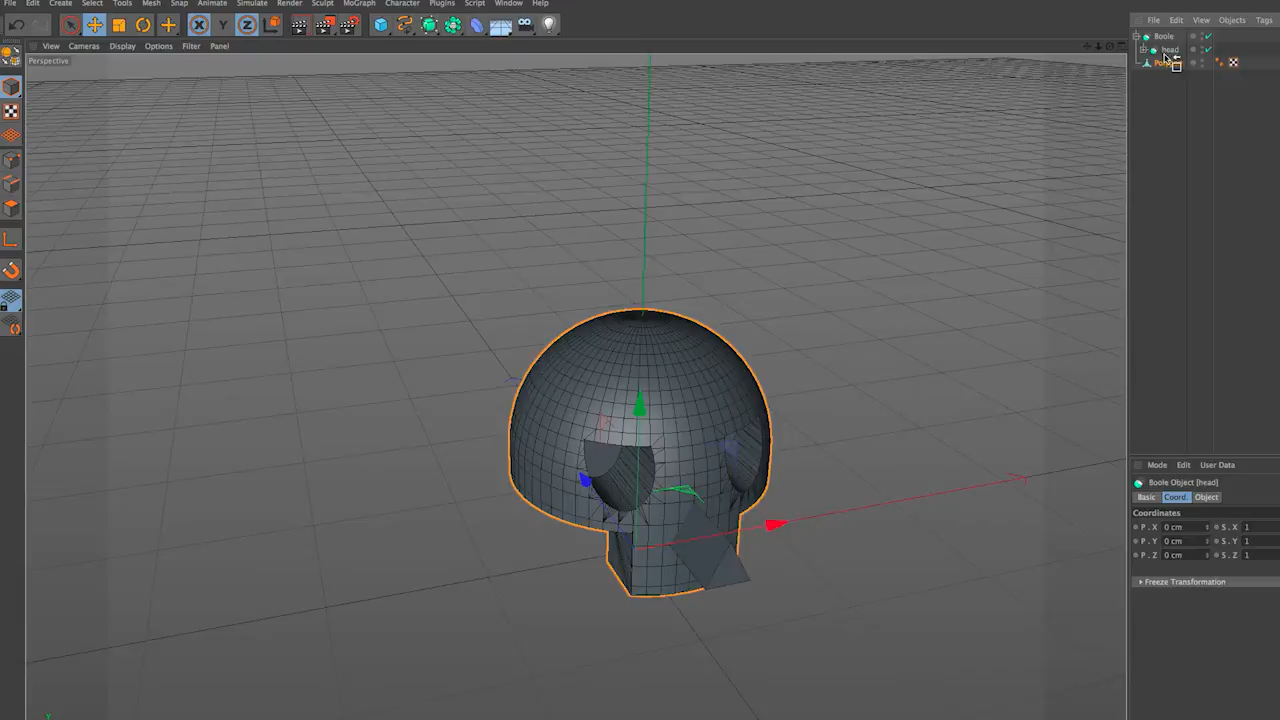 File Edit Create Select Tools Mesh Snap Animate Simulate Render Sculpt MoGraph Character Plugins Script Window Help
File Edit View Objects Tags
Boole
head
View Cameras Display Options Filter Panel
Perspective
X Y Z
Y
Mode Edit User Data
Boole Object [head]
Basic Coord. Object
Coordinates
P . X 0 cm S . X 1
P . Y 0 cm S . Y 1
P . Z 0 cm S . Z 1
Freeze Transformation